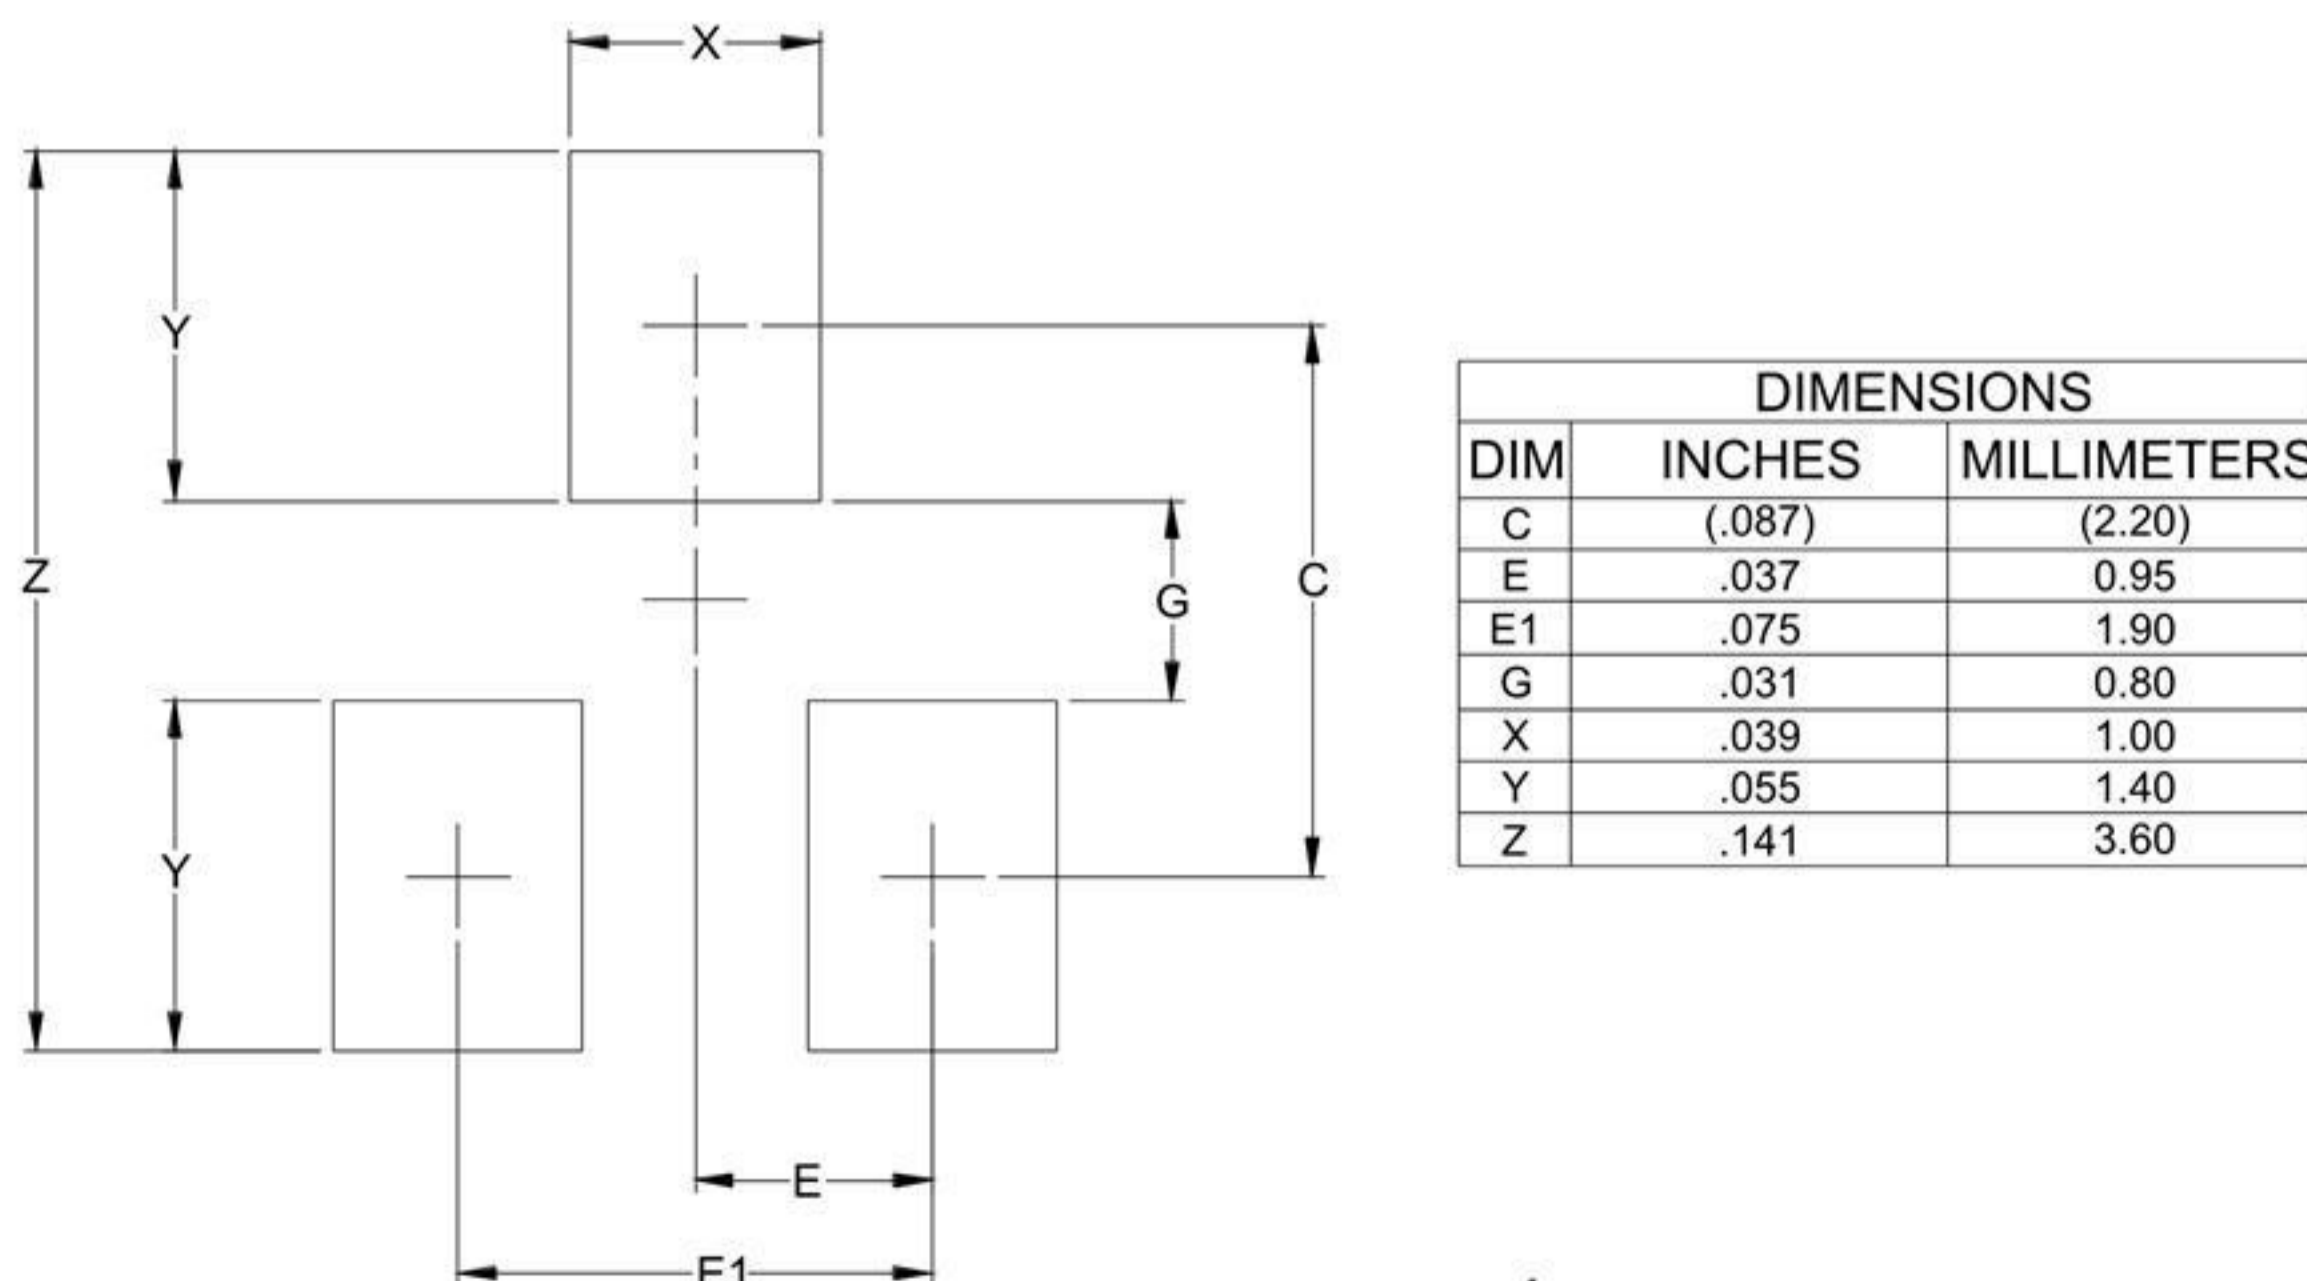 X
Y
Z
C
G
Y
E
E1
DIMENSIONS
DIM INCHES MILLIMETERS
C (.087) (2.20)
E .037 0.95
E1 .075 1.90
G .031 0.80
X .039 1.00
Y .055 1.40
Z .141 3.60